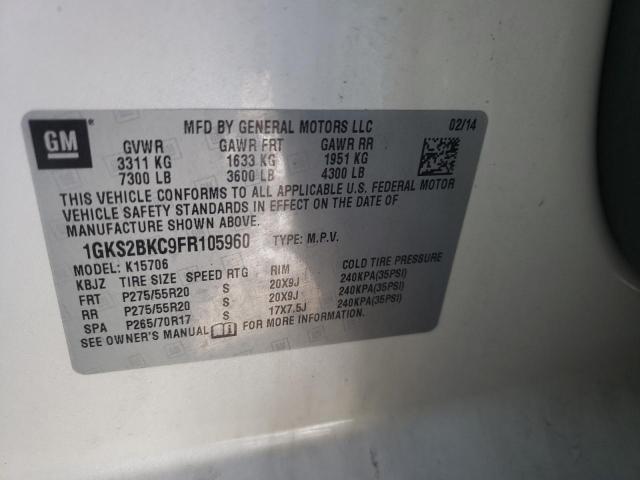 GM
MFD BY GENERAL MOTORS LLC 02/14
GVWR GAWR FRT GAWR RR
3311 KG 1633 KG 1951 KG
7300 LB 3600 LB 4300 LB
THIS VEHICLE CONFORMS TO ALL APPLICABLE U.S. FEDERAL MOTOR
VEHICLE SAFETY STANDARDS IN EFFECT ON THE DATE OF
MANUFACTURE SHOWN ABOVE.
1GKS2BKC9FR105960 TYPE: M.P.V.
MODEL: K15706
KBJZ TIRE SIZE SPEED RTG RIM COLD TIRE PRESSURE
FRT P275/55R20 S 20X9J 240KPA(35PSI)
RR P275/55R20 S 20X9J 240KPA(35PSI)
SPA P265/70R17 S 17X7.5J 240KPA(35PSI)
SEE OWNER'S MANUAL FOR MORE INFORMATION.